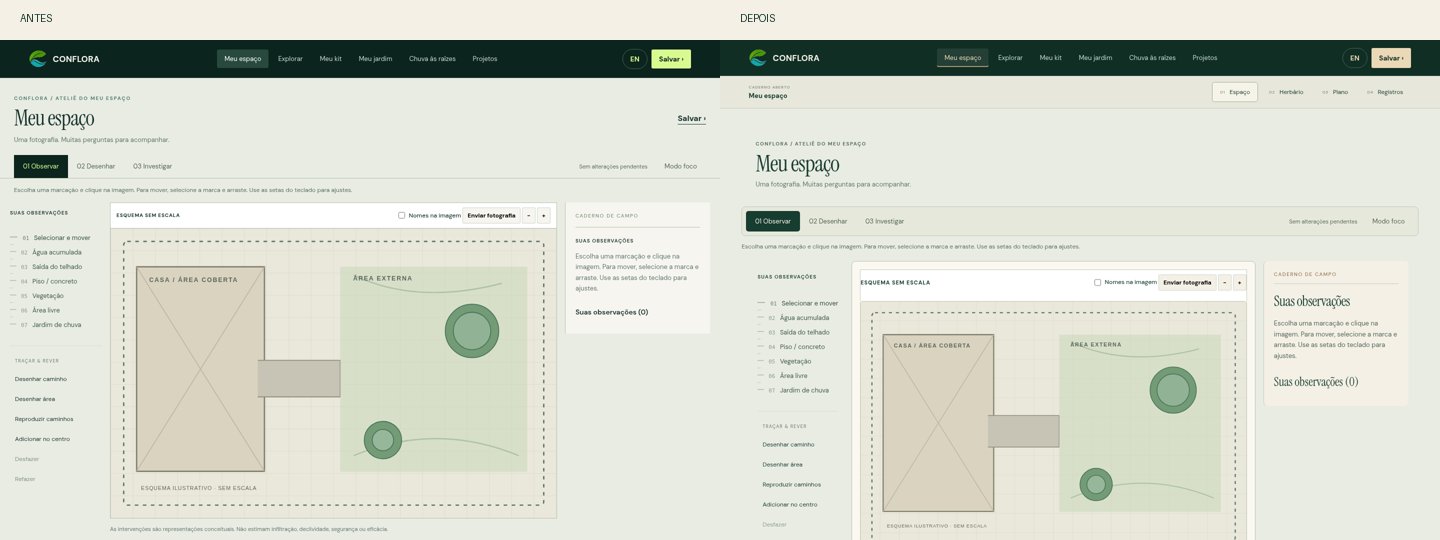 ANTES
CONFLORA
Meu espaço Explorar Meu kit Meu jardim Chuva às raízes Projetos
EN Salvar ›
CONFLORA / ATELIÊ DO MEU ESPAÇO
Meu espaço
Salvar ›
Uma fotografia. Muitas perguntas para acompanhar.
01 Observar 02 Desenhar 03 Investigar
Sem alterações pendentes Modo foco
Escolha uma marcação e clique na imagem. Para mover, selecione a marca e arraste. Use as setas do teclado para ajustes.
SUAS OBSERVAÇÕES
01 Selecionar e mover
02 Água acumulada
03 Saída do telhado
04 Piso / concreto
05 Vegetação
06 Área livre
07 Jardim de chuva
TRAÇAR & REVER
Desenhar caminho
Desenhar área
Reproduzir caminhos
Adicionar no centro
Desfazer
Refazer
ESQUEMA SEM ESCALA
Nomes na imagem Enviar fotografia − +
CASA / ÁREA COBERTA
ÁREA EXTERNA
ESQUEMA ILUSTRATIVO · SEM ESCALA
As intervenções são representações conceituais. Não estimam infiltração, declividade, segurança ou eficácia.
CADERNO DE CAMPO
SUAS OBSERVAÇÕES
Escolha uma marcação e clique na
imagem. Para mover, selecione a marca e
arraste. Use as setas do teclado para
ajustes.
Suas observações (0)
DEPOIS
CONFLORA
Meu espaço Explorar Meu kit Meu jardim Chuva às raízes Projetos
EN Salvar ›
CADERNO ABERTO
Meu espaço
01 Espaço 02 Herbário 03 Plano 04 Registros
CONFLORA / ATELIÊ DO MEU ESPAÇO
Meu espaço
Uma fotografia. Muitas perguntas para acompanhar.
01 Observar 02 Desenhar 03 Investigar
Sem alterações pendentes Modo foco
Escolha uma marcação e clique na imagem. Para mover, selecione a marca e arraste. Use as setas do teclado para ajustes.
SUAS OBSERVAÇÕES
01 Selecionar e mover
02 Água acumulada
03 Saída do telhado
04 Piso / concreto
05 Vegetação
06 Área livre
07 Jardim de chuva
TRAÇAR & REVER
Desenhar caminho
Desenhar área
Reproduzir caminhos
Adicionar no centro
Desfazer
ESQUEMA SEM ESCALA
Nomes na imagem Enviar fotografia − +
CASA / ÁREA COBERTA
ÁREA EXTERNA
ESQUEMA ILUSTRATIVO · SEM ESCALA
CADERNO DE CAMPO
Suas observações
Escolha uma marcação e clique na
imagem. Para mover, selecione a marca e
arraste. Use as setas do teclado para
ajustes.
Suas observações (0)